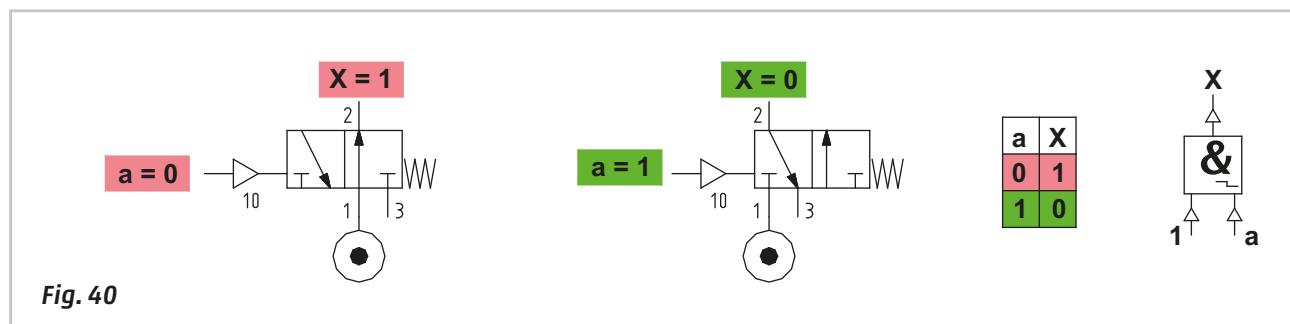 X = 1
2
a = 0
10
1
3
X = 0
2
a = 1
10
1
3
a X
0 1
1 0
X
&
1 a
Fig. 40